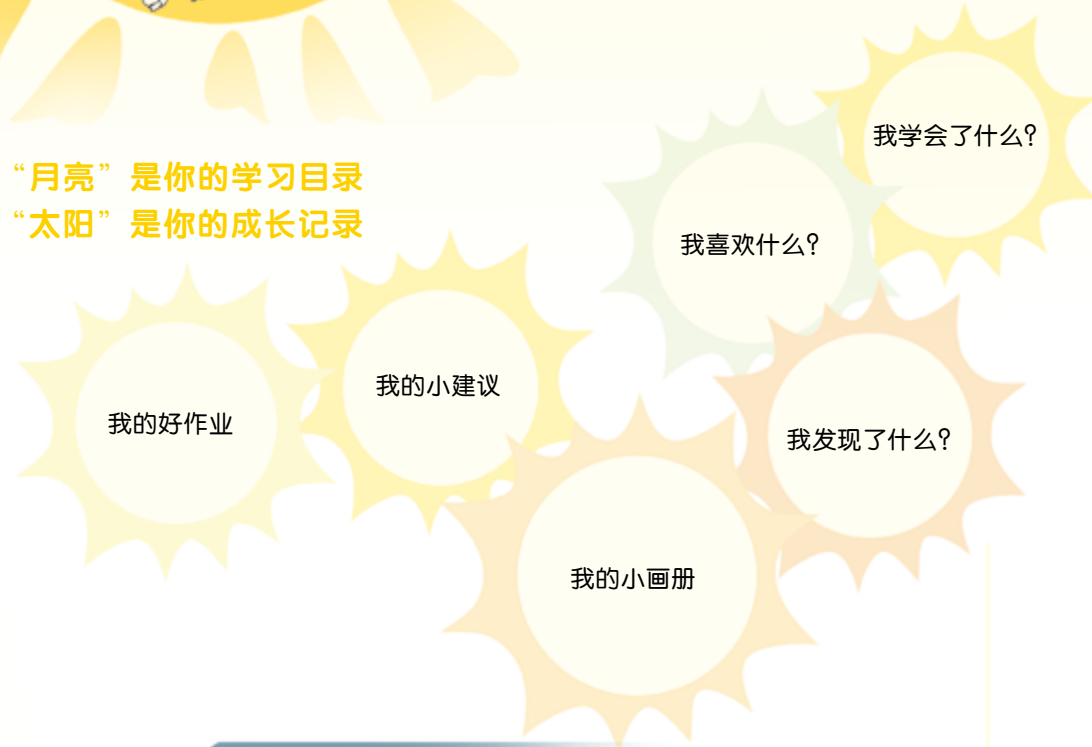 “月亮”是你的学习目录
“太阳”是你的成长记录
我学会了什么？
我喜欢什么？
我的小建议
我的好作业
我发现了什么？
我的小画册